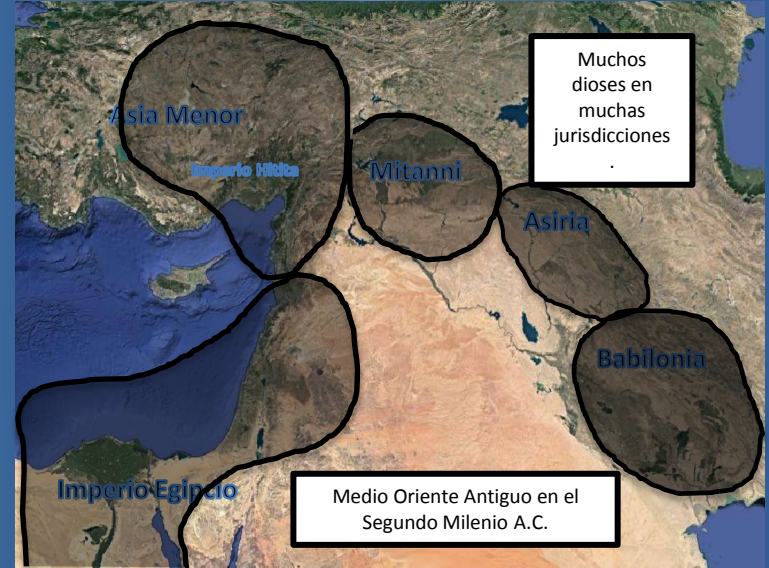 Muchos
dioses en
muchas
jurisdicciones
.
Asia Menor
Imperio Hitita
Mitanni
Asiria
Babilonia
Imperio Egipcio
Medio Oriente Antiguo en el
Segundo Milenio A.C.